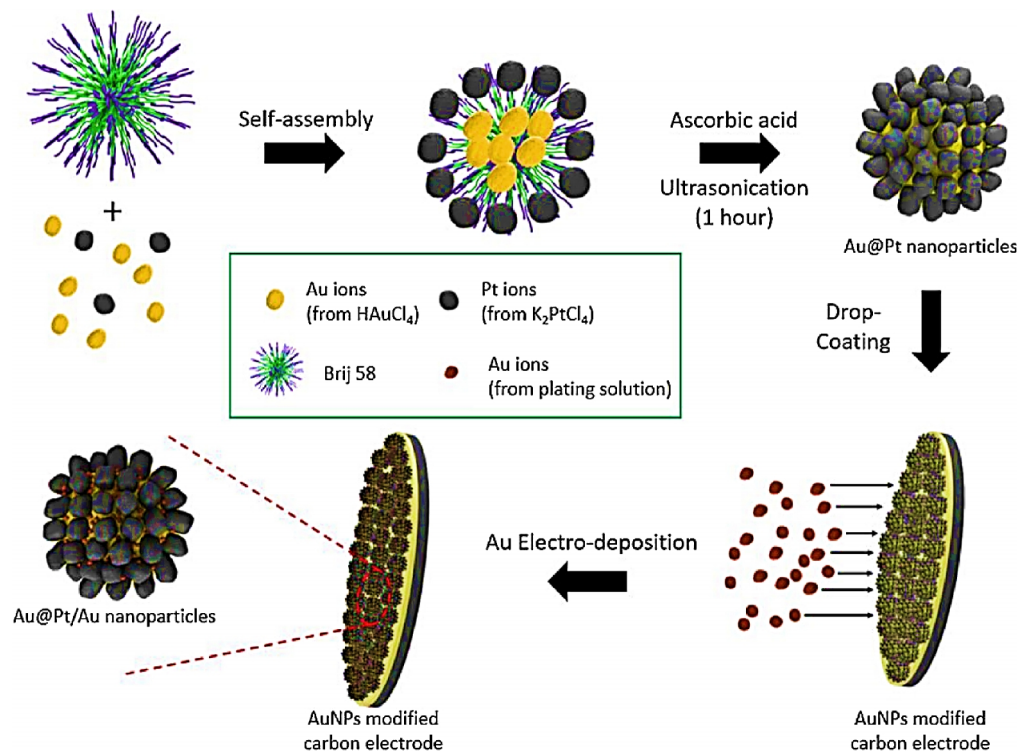 Self-assembly
Ascorbic acid
Ultrasonication
(1 hour)
+
Au@Pt nanoparticles
Au ions
(from HAuCl₄)
Pt ions
(from K₂PtCl₄)
Brij 58
Au ions
(from plating solution)
Drop-
Coating
Au Electro-deposition
Au@Pt/Au nanoparticles
AuNPs modified
carbon electrode
AuNPs modified
carbon electrode